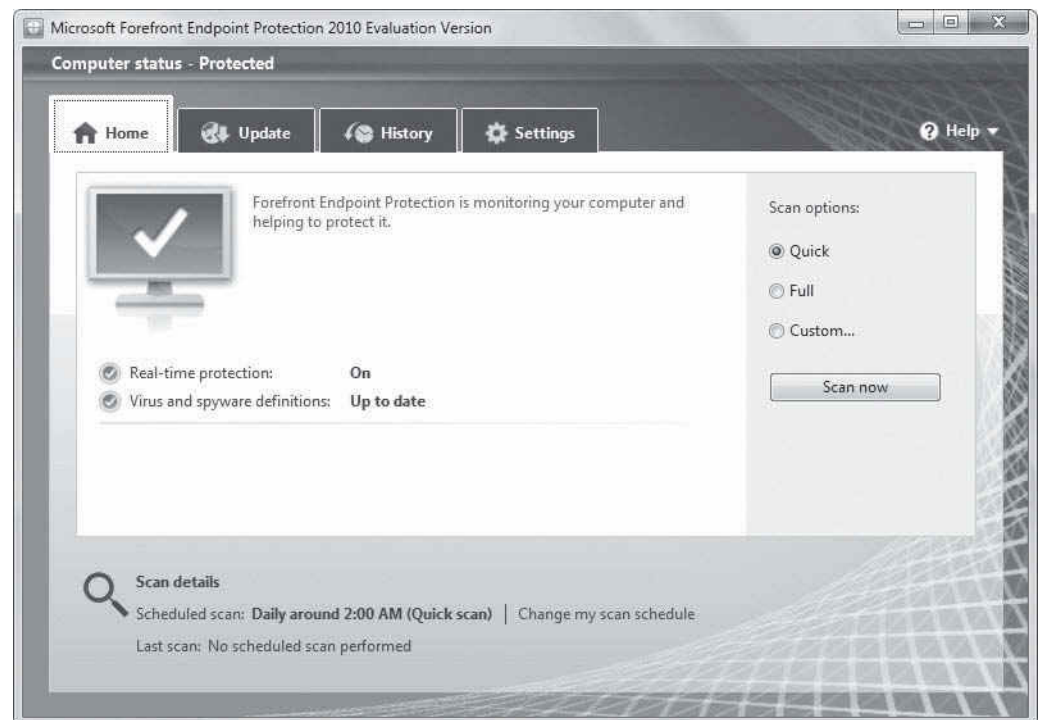 Microsoft Forefront Endpoint Protection 2010 Evaluation Version
Computer status - Protected
Home
Update
History
Settings
Help
Forefront Endpoint Protection is monitoring your computer and
helping to protect it.
Real-time protection: On
Virus and spyware definitions: Up to date
Scan options:
Quick
Full
Custom...
Scan now
Scan details
Scheduled scan: Daily around 2:00 AM (Quick scan) | Change my scan schedule
Last scan: No scheduled scan performed